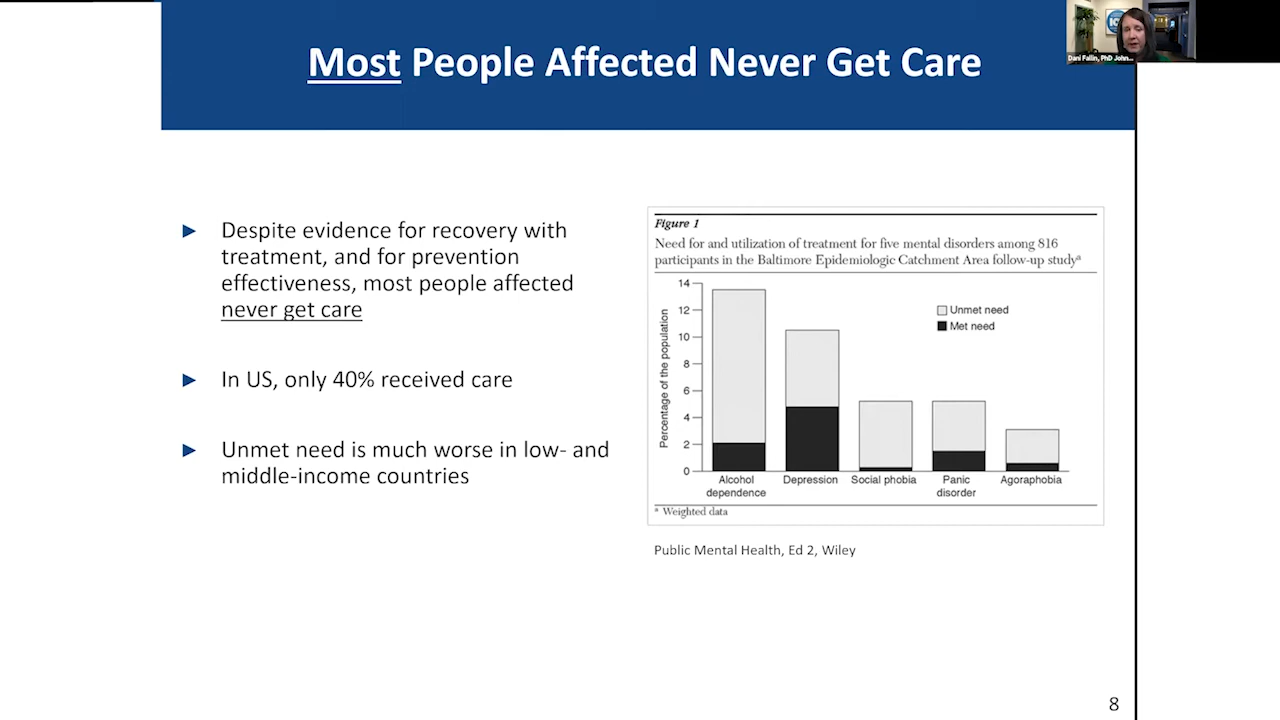 Most People Affected Never Get Care
Dani Fallin, PhD John...
► Despite evidence for recovery with
treatment, and for prevention
effectiveness, most people affected
never get care
► In US, only 40% received care
► Unmet need is much worse in low- and
middle-income countries
Figure 1
Need for and utilization of treatment for five mental disorders among 816
participants in the Baltimore Epidemiologic Catchment Area follow-up studyᵃ
Percentage of the population
14
12
10
8
6
4
2
0
Unmet need
Met need
Alcohol
dependence
Depression
Social phobia
Panic
disorder
Agoraphobia
ᵃ Weighted data
Public Mental Health, Ed 2, Wiley
8